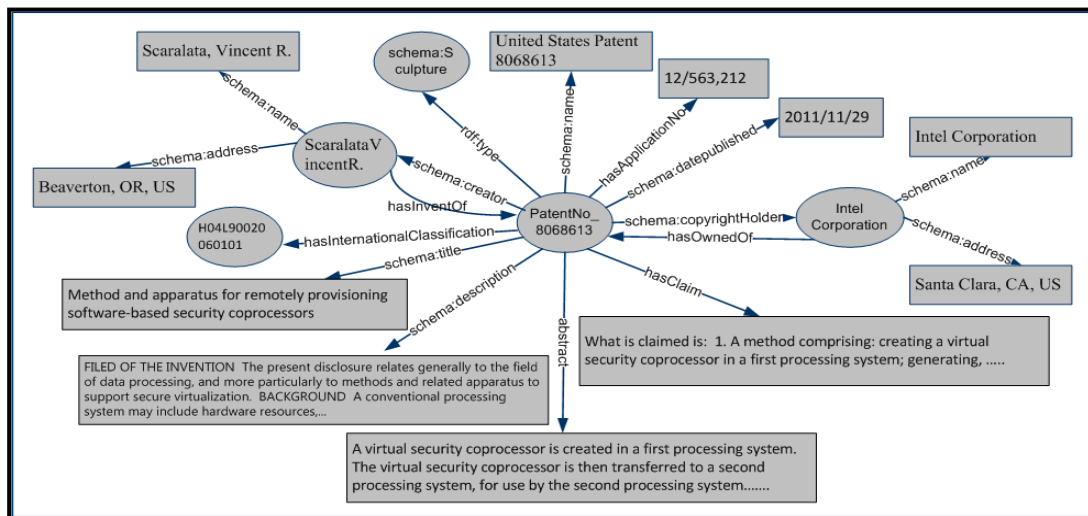 Scaralata, Vincent R.
schema:S
culpture
United States Patent
8068613
12/563,212
2011/11/29
Intel Corporation
schema:name
rdf:type
schema:name
hasApplicationNo
schema:datepublished
schema:name
schema:address
ScaralataV
incentR.
Beaverton, OR, US
schema:creator
hasInventOf
PatentNo_
8068613
schema:copyrightHolden
hasOwnedOf
Intel
Corporation
schema:address
Santa Clara, CA, US
H04L90020
060101
hasInternationalClassification
schema:title
schema:description
abstract
hasClaim
Method and apparatus for remotely provisioning
software-based security coprocessors
What is claimed is:  1. A method comprising: creating a virtual
security coprocessor in a first processing system; generating, .....
FILED OF THE INVENTION  The present disclosure relates generally to the field
of data processing, and more particularly to methods and related apparatus to
support secure virtualization.  BACKGROUND  A conventional processing
system may include hardware resources,...
A virtual security coprocessor is created in a first processing system.
The virtual security coprocessor is then transferred to a second
processing system, for use by the second processing system.......